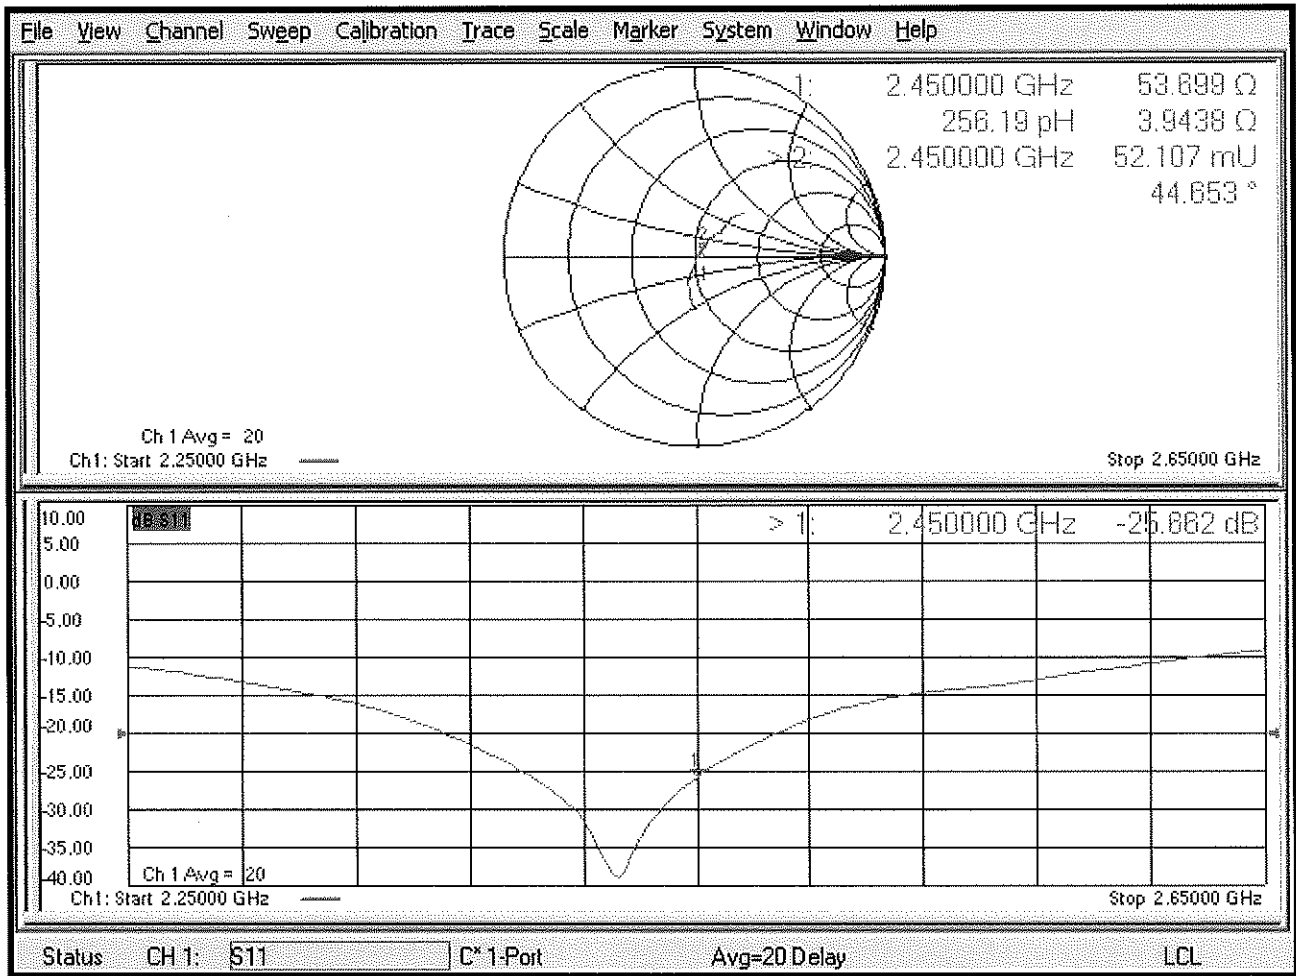 File View Channel Sweep Calibration Trace Scale Marker System Window Help
1: 2.450000 GHz 53.699 Ω
256.19 pH 3.9438 Ω
> 2: 2.450000 GHz 52.107 mU
44.653 °
2
1
Ch 1 Avg = 20
Ch1: Start 2.25000 GHz
Stop 2.65000 GHz
10.00
dB S11
> 1: 2.450000 GHz -25.662 dB
5.00
0.00
-5.00
-10.00
-15.00
-20.00
-25.00
1
-30.00
-35.00
-40.00
Ch 1 Avg = 20
Ch1: Start 2.25000 GHz
Stop 2.65000 GHz
Status CH 1: S11 C* 1-Port Avg=20 Delay LCL